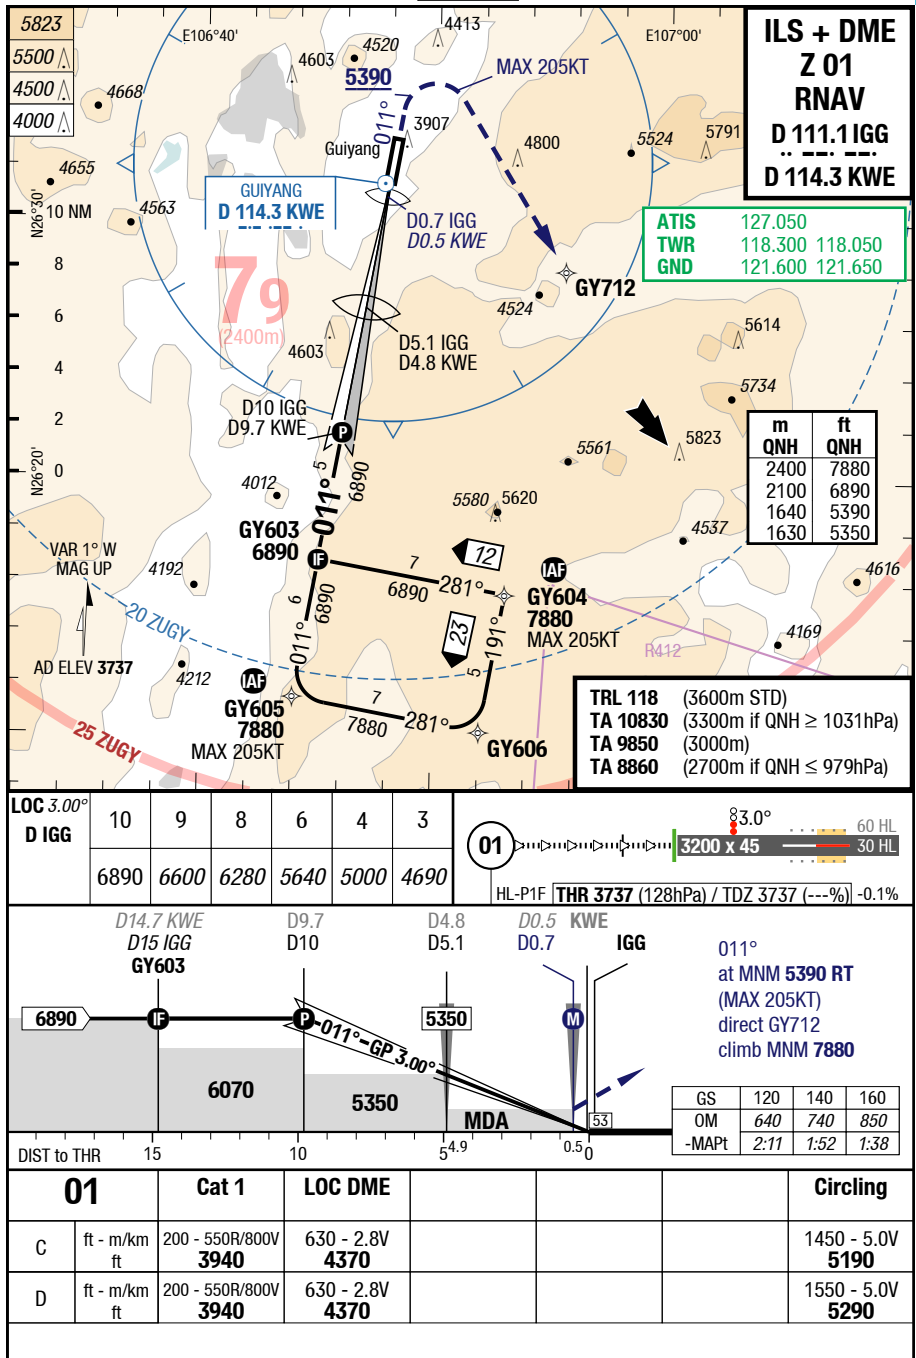 5823
5500
4500
4000
E106°40'
E107°00'
4413
4520
4603
5390
MAX 205KT
4668
011°
3907
Guiyang
4800
5524
5791
4655
4563
N26°30'
10 NM
8
6
4
2
0
N26°20'
GUIYANG
D 114.3 KWE
D0.7 IGG
D0.5 KWE
79
(2400m)
GY712
4524
4603
D5.1 IGG
D4.8 KWE
5614
5734
D10 IGG
D9.7 KWE
P
5
6890
011°
5561
5823
4012
5580
5620
4537
GY603
6890
IF
VAR 1° W
MAG UP
4192
12
7
6890
281°
IAF
GY604
7880
MAX 205KT
4616
6
6890
011°
23
191°
5
R412
4169
20 ZUGY
AD ELEV 3737
4212
IAF
GY605
7880
MAX 205KT
7
7880
281°
GY606
25 ZUGY
ILS + DME
Z 01
RNAV
D 111.1 IGG
D 114.3 KWE
ATIS 127.050
TWR 118.300 118.050
GND 121.600 121.650
m ft
QNH QNH
2400 7880
2100 6890
1640 5390
1630 5350
TRL 118 (3600m STD)
TA 10830 (3300m if QNH ≥ 1031hPa)
TA 9850 (3000m)
TA 8860 (2700m if QNH ≤ 979hPa)
LOC 3.00°
D IGG
10 9 8 6 4 3
6890 6600 6280 5640 5000 4690
01
3.0°
60 HL
3200 x 45
30 HL
HL-P1F THR 3737 (128hPa) / TDZ 3737 (---%) -0.1%
D14.7 KWE D9.7 D4.8 D0.5 KWE
D15 IGG D10 D5.1 D0.7 IGG
GY603
6890
IF
P
011°-GP 3.00°
5350
M
6070
5350
MDA
53
011°
at MNM 5390 RT
(MAX 205KT)
direct GY712
climb MNM 7880
DIST to THR 15 10 5 4.9 0.5 0
GS 120 140 160
OM 640 740 850
-MAPt 2:11 1:52 1:38
01 Cat 1 LOC DME Circling
C ft - m/km 200 - 550R/800V 630 - 2.8V 1450 - 5.0V
ft 3940 4370 5190
D ft - m/km 200 - 550R/800V 630 - 2.8V 1550 - 5.0V
ft 3940 4370 5290